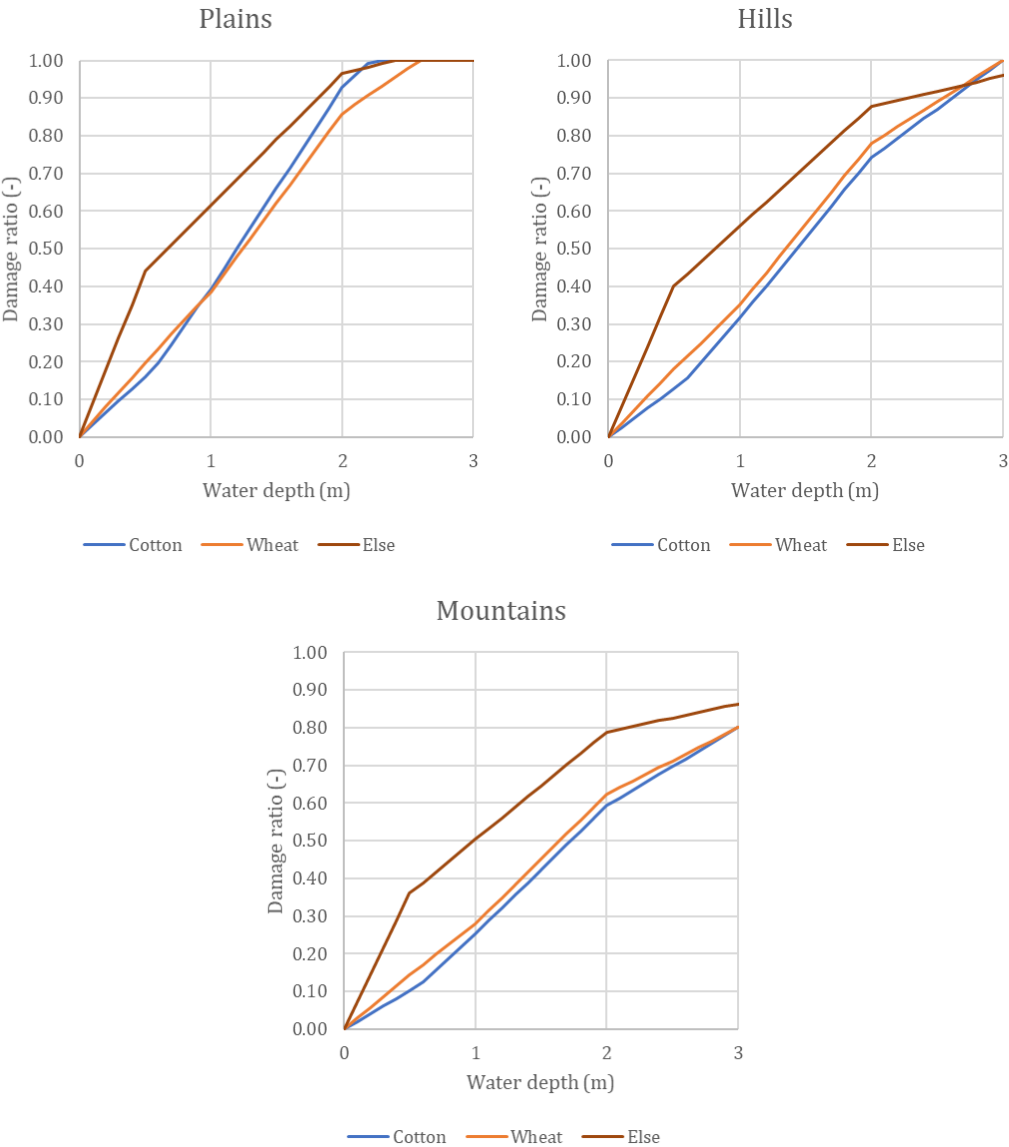 Plains
1.00
0.90
0.80
0.70
0.60
0.50
0.40
0.30
0.20
0.10
0.00
Damage ratio (-)
0 1 2 3
Water depth (m)
Cotton Wheat Else
Hills
1.00
0.90
0.80
0.70
0.60
0.50
0.40
0.30
0.20
0.10
0.00
Damage ratio (-)
0 1 2 3
Water depth (m)
Cotton Wheat Else
Mountains
1.00
0.90
0.80
0.70
0.60
0.50
0.40
0.30
0.20
0.10
0.00
Damage ratio (-)
0 1 2 3
Water depth (m)
Cotton Wheat Else